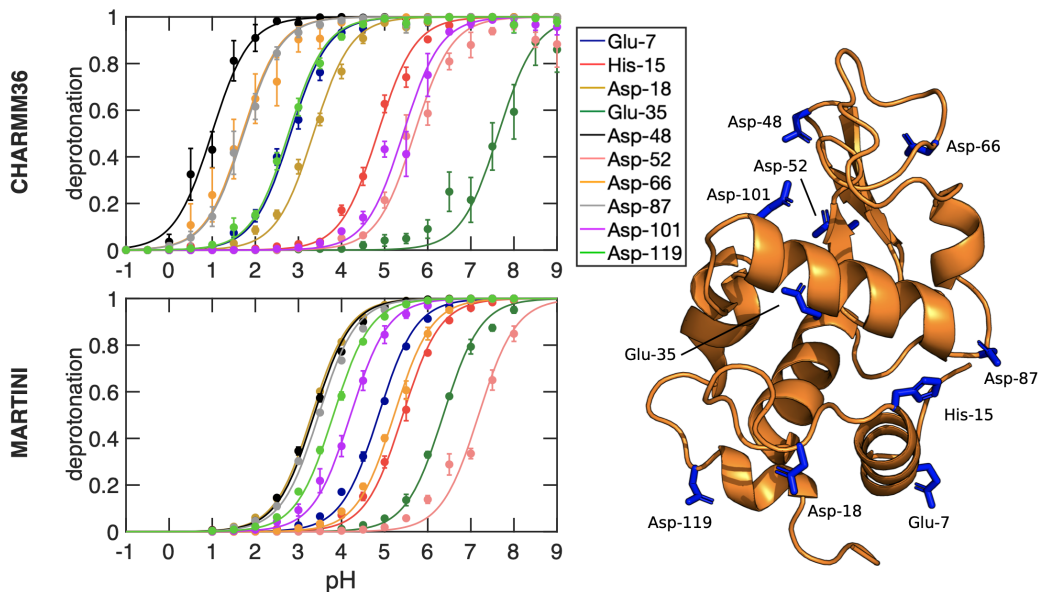 CHARMM36
deprotonation
1
0.8
0.6
0.4
0.2
0
-1 0 1 2 3 4 5 6 7 8 9
Glu-7
His-15
Asp-18
Glu-35
Asp-48
Asp-52
Asp-66
Asp-87
Asp-101
Asp-119
MARTINI
deprotonation
1
0.8
0.6
0.4
0.2
0
-1 0 1 2 3 4 5 6 7 8 9
pH
Asp-48
Asp-66
Asp-52
Asp-101
Glu-35
Asp-87
His-15
Asp-119
Asp-18
Glu-7